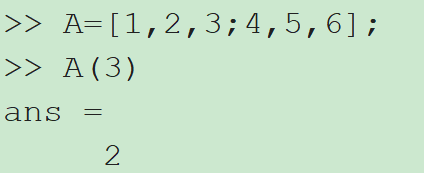 >> A=[1,2,3;4,5,6];
>> A(3)
ans =
2